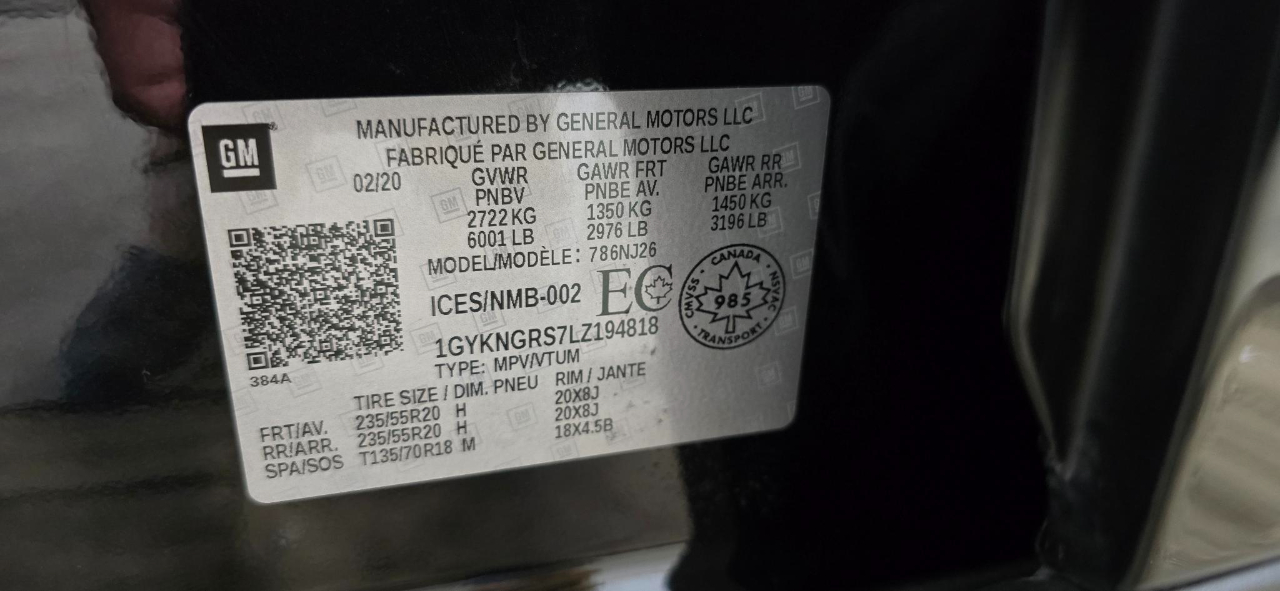 GM
MANUFACTURED BY GENERAL MOTORS LLC
FABRIQUÉ PAR GENERAL MOTORS LLC
02/20 GVWR GAWR FRT GAWR RR
PNBV PNBE AV. PNBE ARR.
2722 KG 1350 KG 1450 KG
6001 LB 2976 LB 3196 LB
MODEL/MODÈLE: 786NJ26
ICES/NMB-002 EC
CANADA
CMVSS 985 NSVAC
TRANSPORT
1GYKNGRS7LZ194818
TYPE: MPV/VTUM
384A
TIRE SIZE / DIM. PNEU RIM / JANTE
FRT/AV. 235/55R20 H 20X8J
RR/ARR. 235/55R20 H 20X8J
SPA/SOS T135/70R18 M 18X4.5B